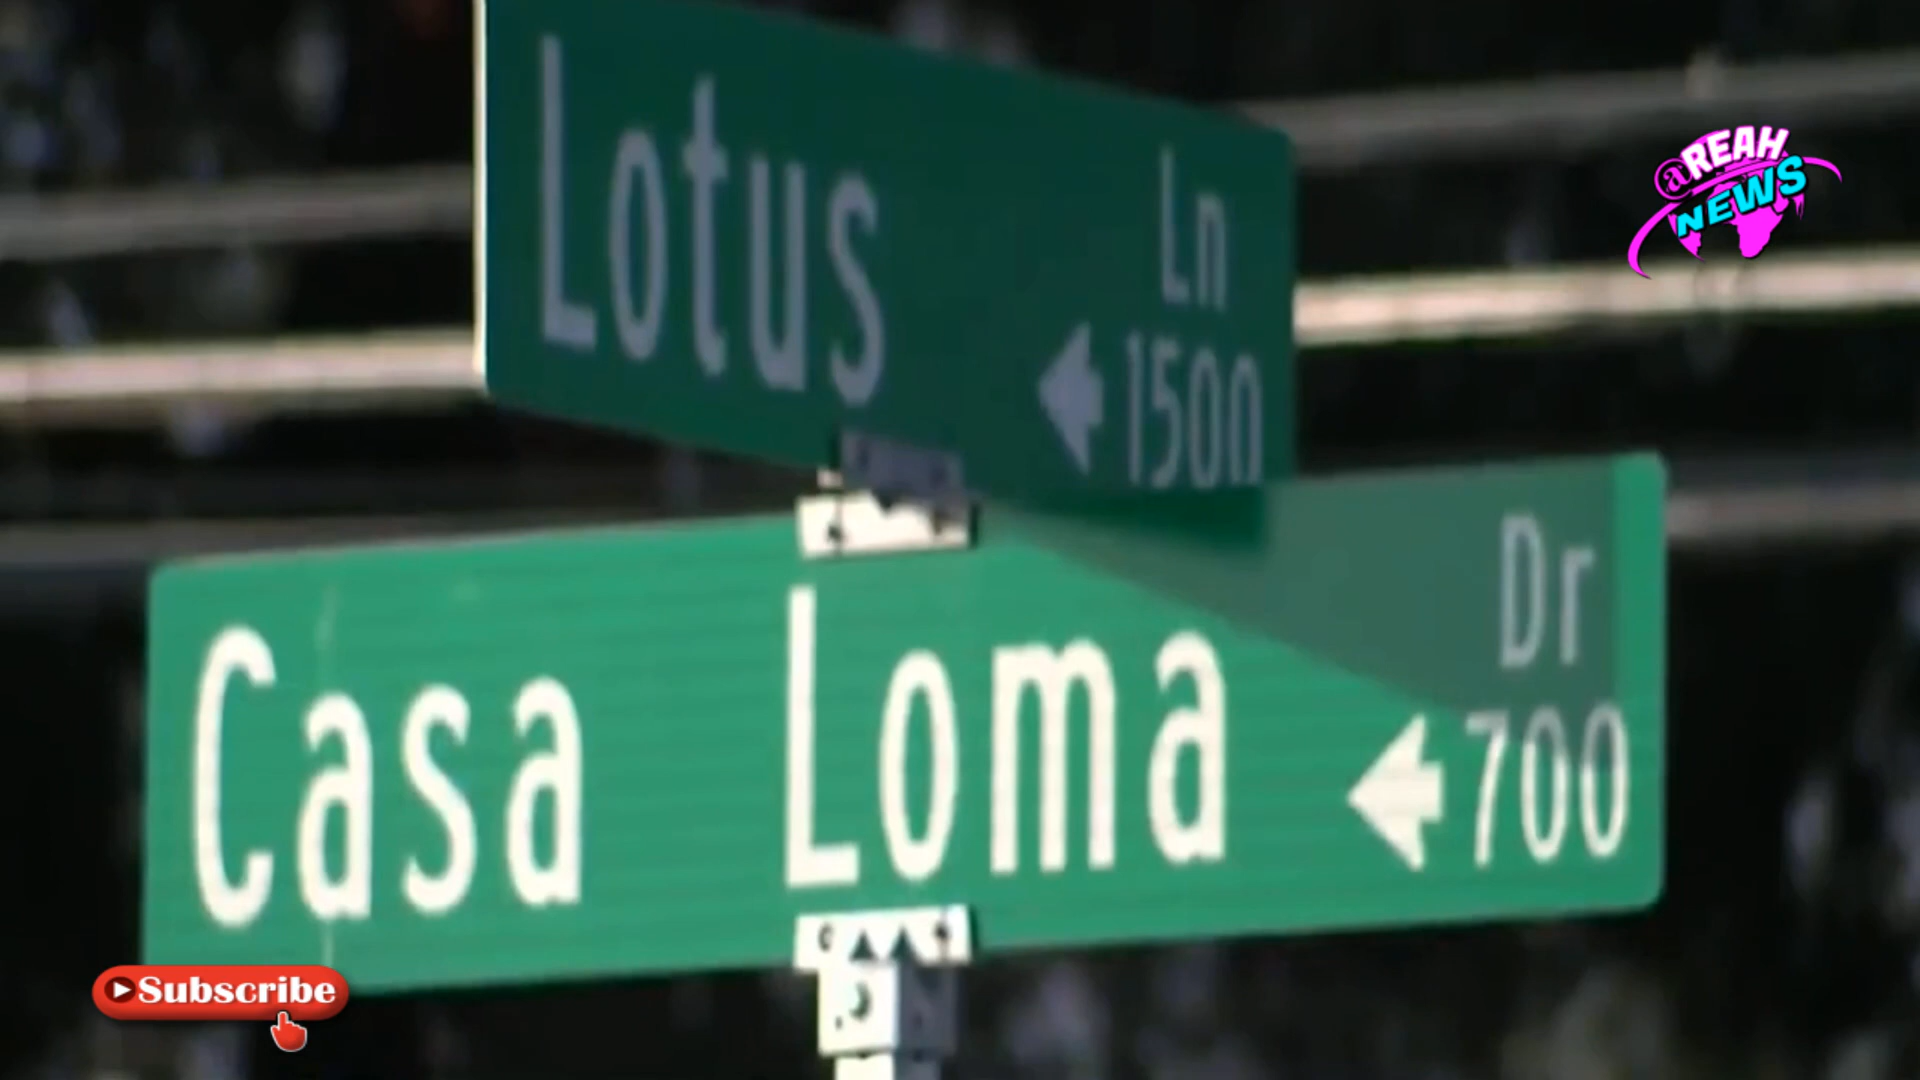 Lotus Ln
1500
Casa Loma Dr
700
@REAH
NEWS
Subscribe